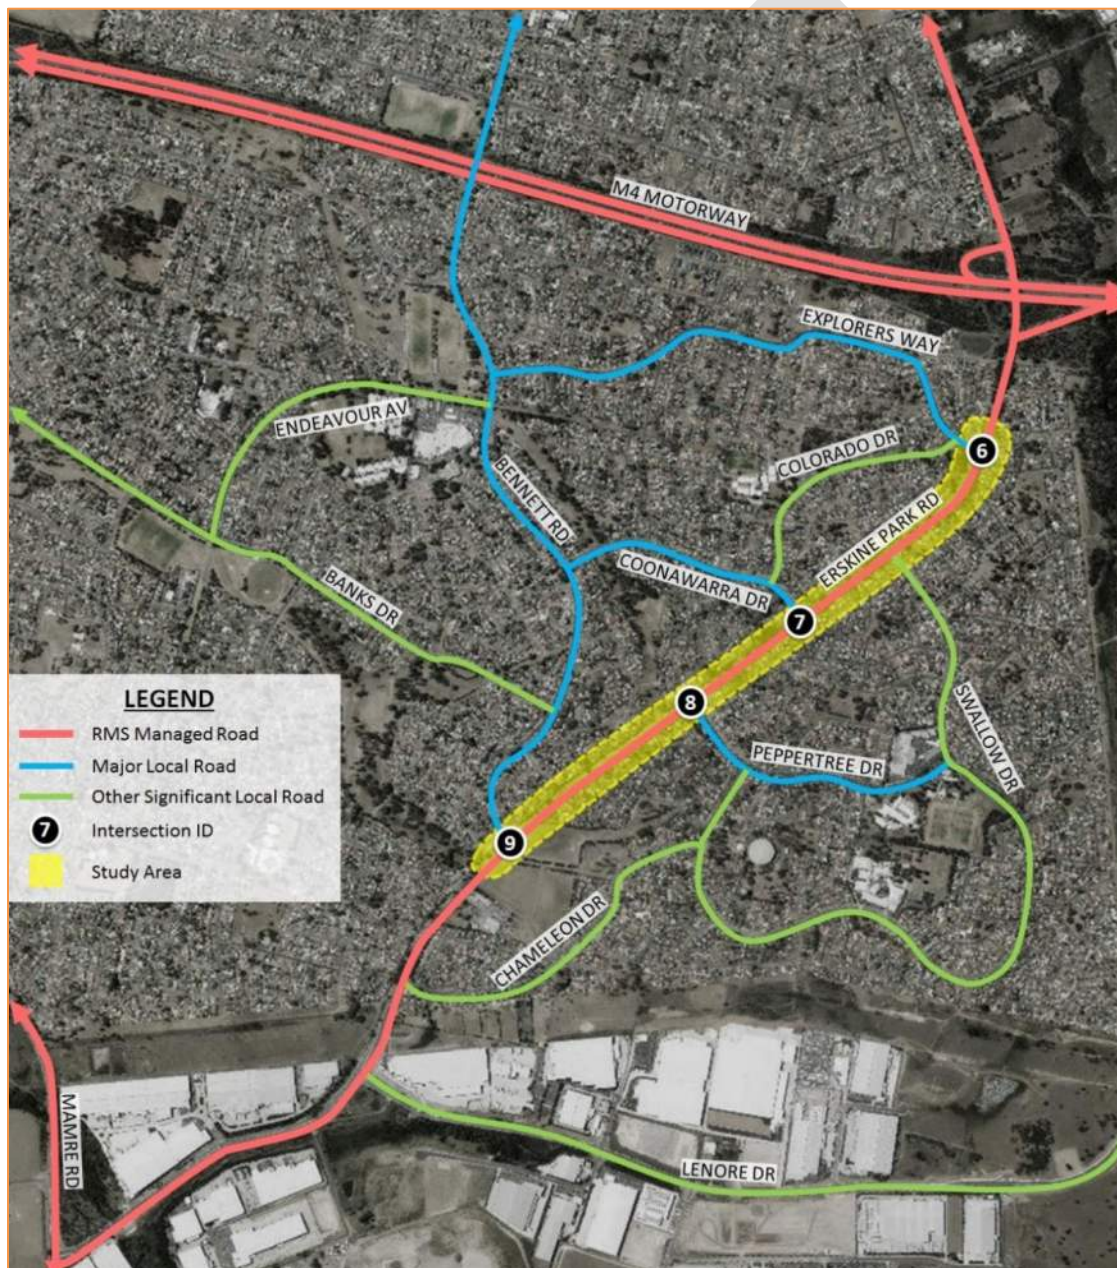 M4 MOTORWAY
EXPLORERS WAY
ENDEAVOUR AV
COLORADO DR
6
BENNETT RD
ERSKINE PARK RD
COONAWARRA DR
BANKS DR
7
LEGEND
RMS Managed Road
Major Local Road
Other Significant Local Road
7 Intersection ID
Study Area
8
SWALLOW DR
PEPPERTREE DR
9
CHAMELEON DR
MAMRE RD
LENORE DR